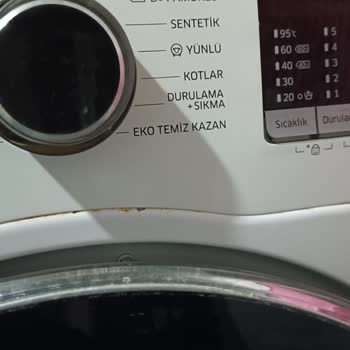 SENTETİK
YÜNLÜ
KOTLAR
DURULAMA
+SIKMA
EKO TEMİZ KAZAN
95°C 5
60 4
40 3
30 2
20 1
Sıcaklık